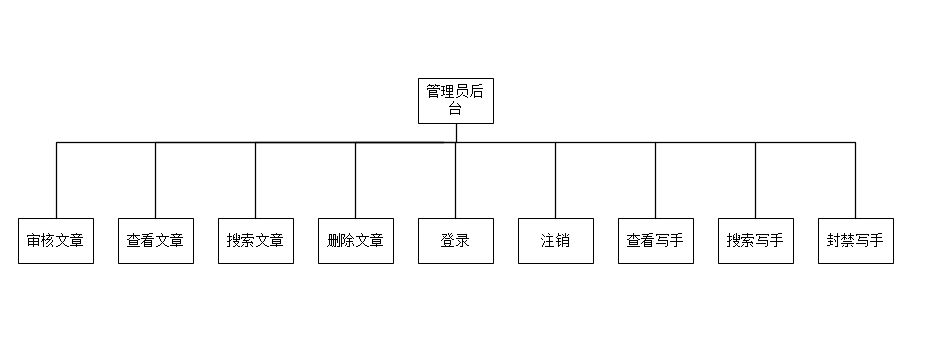 管理员后
台
审核文章
查看文章
搜索文章
删除文章
登录
注销
查看写手
搜索写手
封禁写手